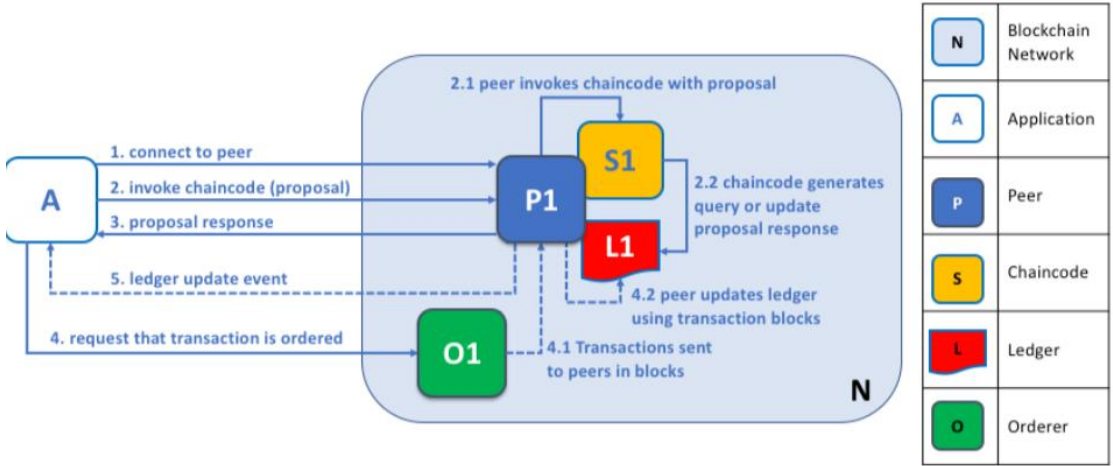 2.1 peer invokes chaincode with proposal
1. connect to peer
S1
A
2. invoke chaincode (proposal)
P1
2.2 chaincode generates
query or update
proposal response
3. proposal response
L1
5. ledger update event
4.2 peer updates ledger
using transaction blocks
4. request that transaction is ordered
O1
4.1 Transactions sent
to peers in blocks
N
N
Blockchain
Network
A
Application
P
Peer
S
Chaincode
L
Ledger
O
Orderer